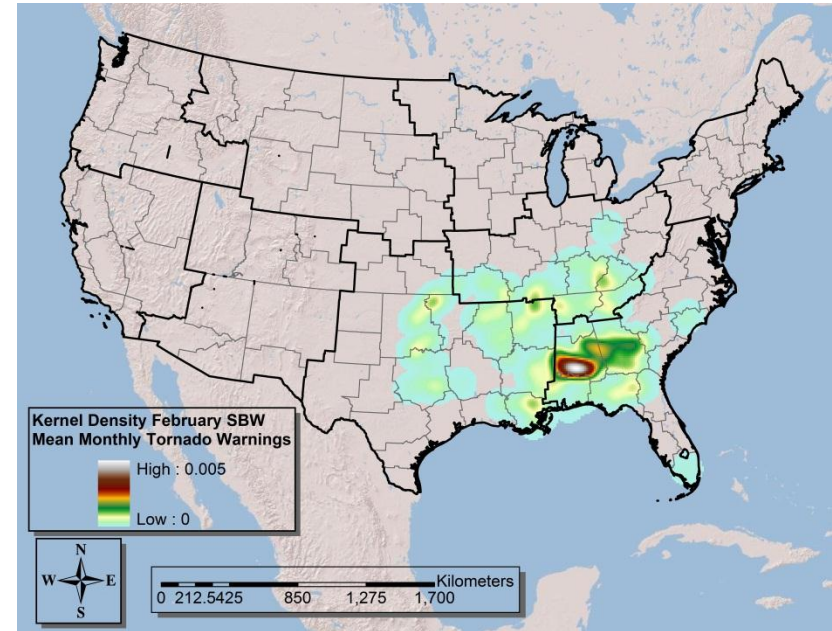 Kernel Density February SBW
Mean Monthly Tornado Warnings
High : 0.005
Low : 0
N
W E
S
Kilometers
0 212.5425 850 1,275 1,700